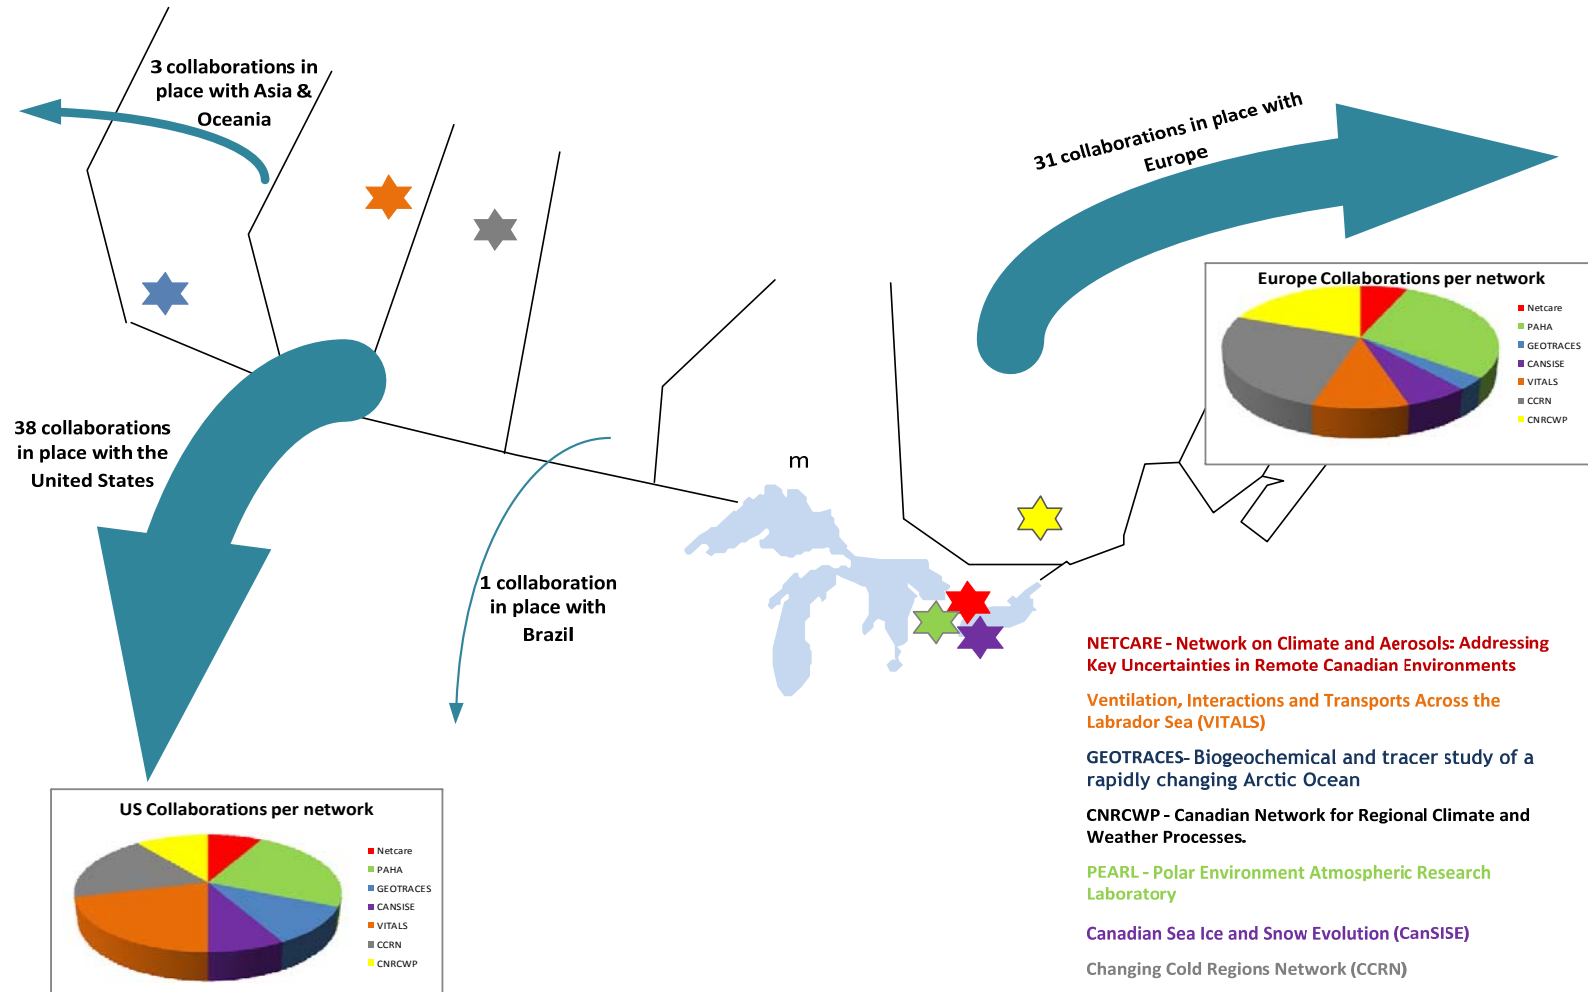 3 collaborations in
place with Asia &
Oceania
31 collaborations in place with
Europe
Europe Collaborations per network
Netcare
PAHA
GEOTRACES
CANSISE
VITALS
CCRN
CNRCWP
38 collaborations
in place with the
United States
m
1 collaboration
in place with
Brazil
NETCARE - Network on Climate and Aerosols: Addressing
Key Uncertainties in Remote Canadian Environments
Ventilation, Interactions and Transports Across the
Labrador Sea (VITALS)
GEOTRACES- Biogeochemical and tracer study of a
rapidly changing Arctic Ocean
CNRCWP - Canadian Network for Regional Climate and
Weather Processes.
PEARL - Polar Environment Atmospheric Research
Laboratory
Canadian Sea Ice and Snow Evolution (CanSISE)
Changing Cold Regions Network (CCRN)
US Collaborations per network
Netcare
PAHA
GEOTRACES
CANSISE
VITALS
CCRN
CNRCWP